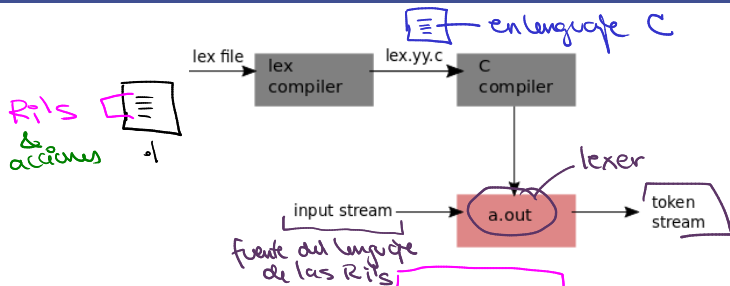 en lenguaje C
lex file
lex compiler
lex.yy.c
C compiler
Ri's
&
acciones
.l
lexer
input stream
a.out
token stream
fuente del lenguaje
de las Ri's